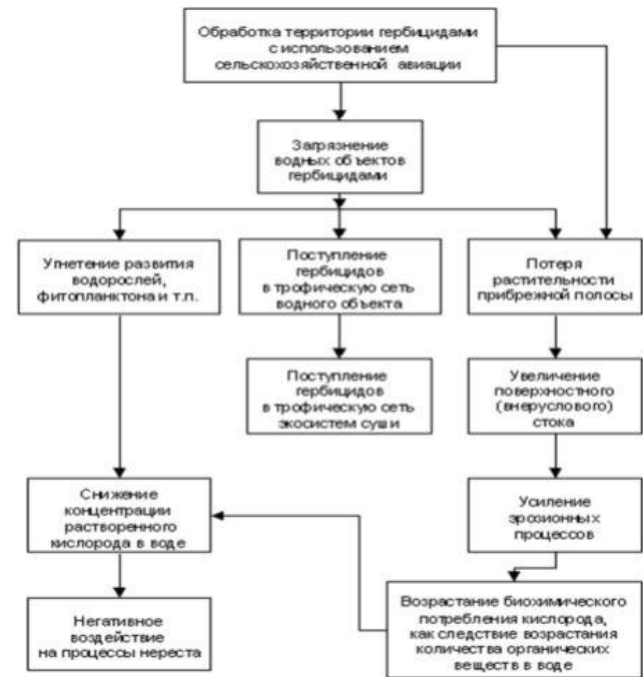 Обработка территории гербицидами
с использованием
сельскохозяйственной авиации
Загрязнение
водных объектов
гербицидами
Угнетение развития
водорослей,
фитопланктона и т.п.
Поступление
гербицидов
в трофическую сеть
водного объекта
Потеря
растительности
прибрежной полосы
Поступление
гербицидов
в трофическую сеть
экосистем суши
Увеличение
поверхностного
(внеруслового)
стока
Снижение
концентрации
растворенного
кислорода в воде
Усиление
эрозионных
процессов
Негативное
воздействие
на процессы нереста
Возрастание биохимического
потребления кислорода,
как следствие возрастания
количества органических
веществ в воде